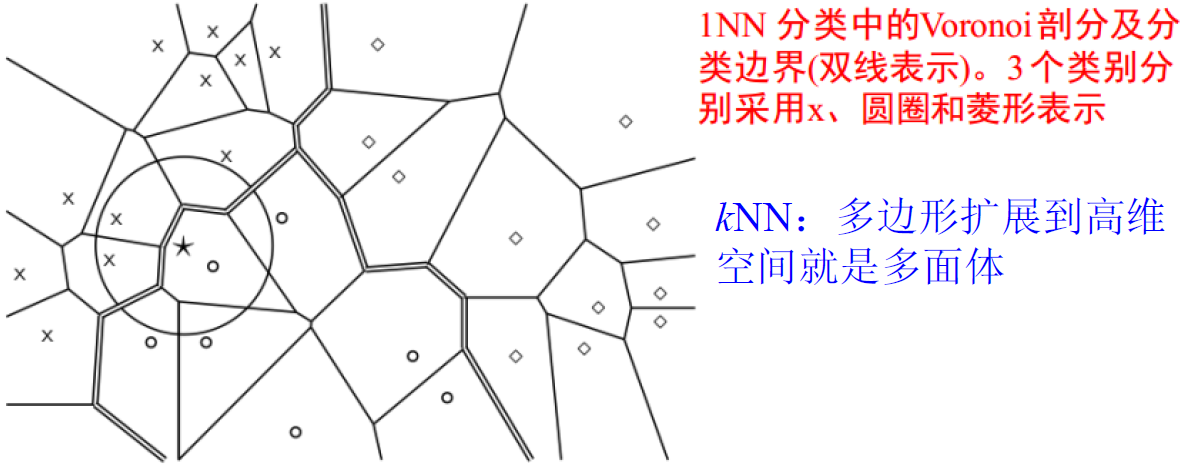 1NN 分类中的Voronoi剖分及分
类边界(双线表示)。3个类别分
别采用x、圆圈和菱形表示
kNN：多边形扩展到高维
空间就是多面体